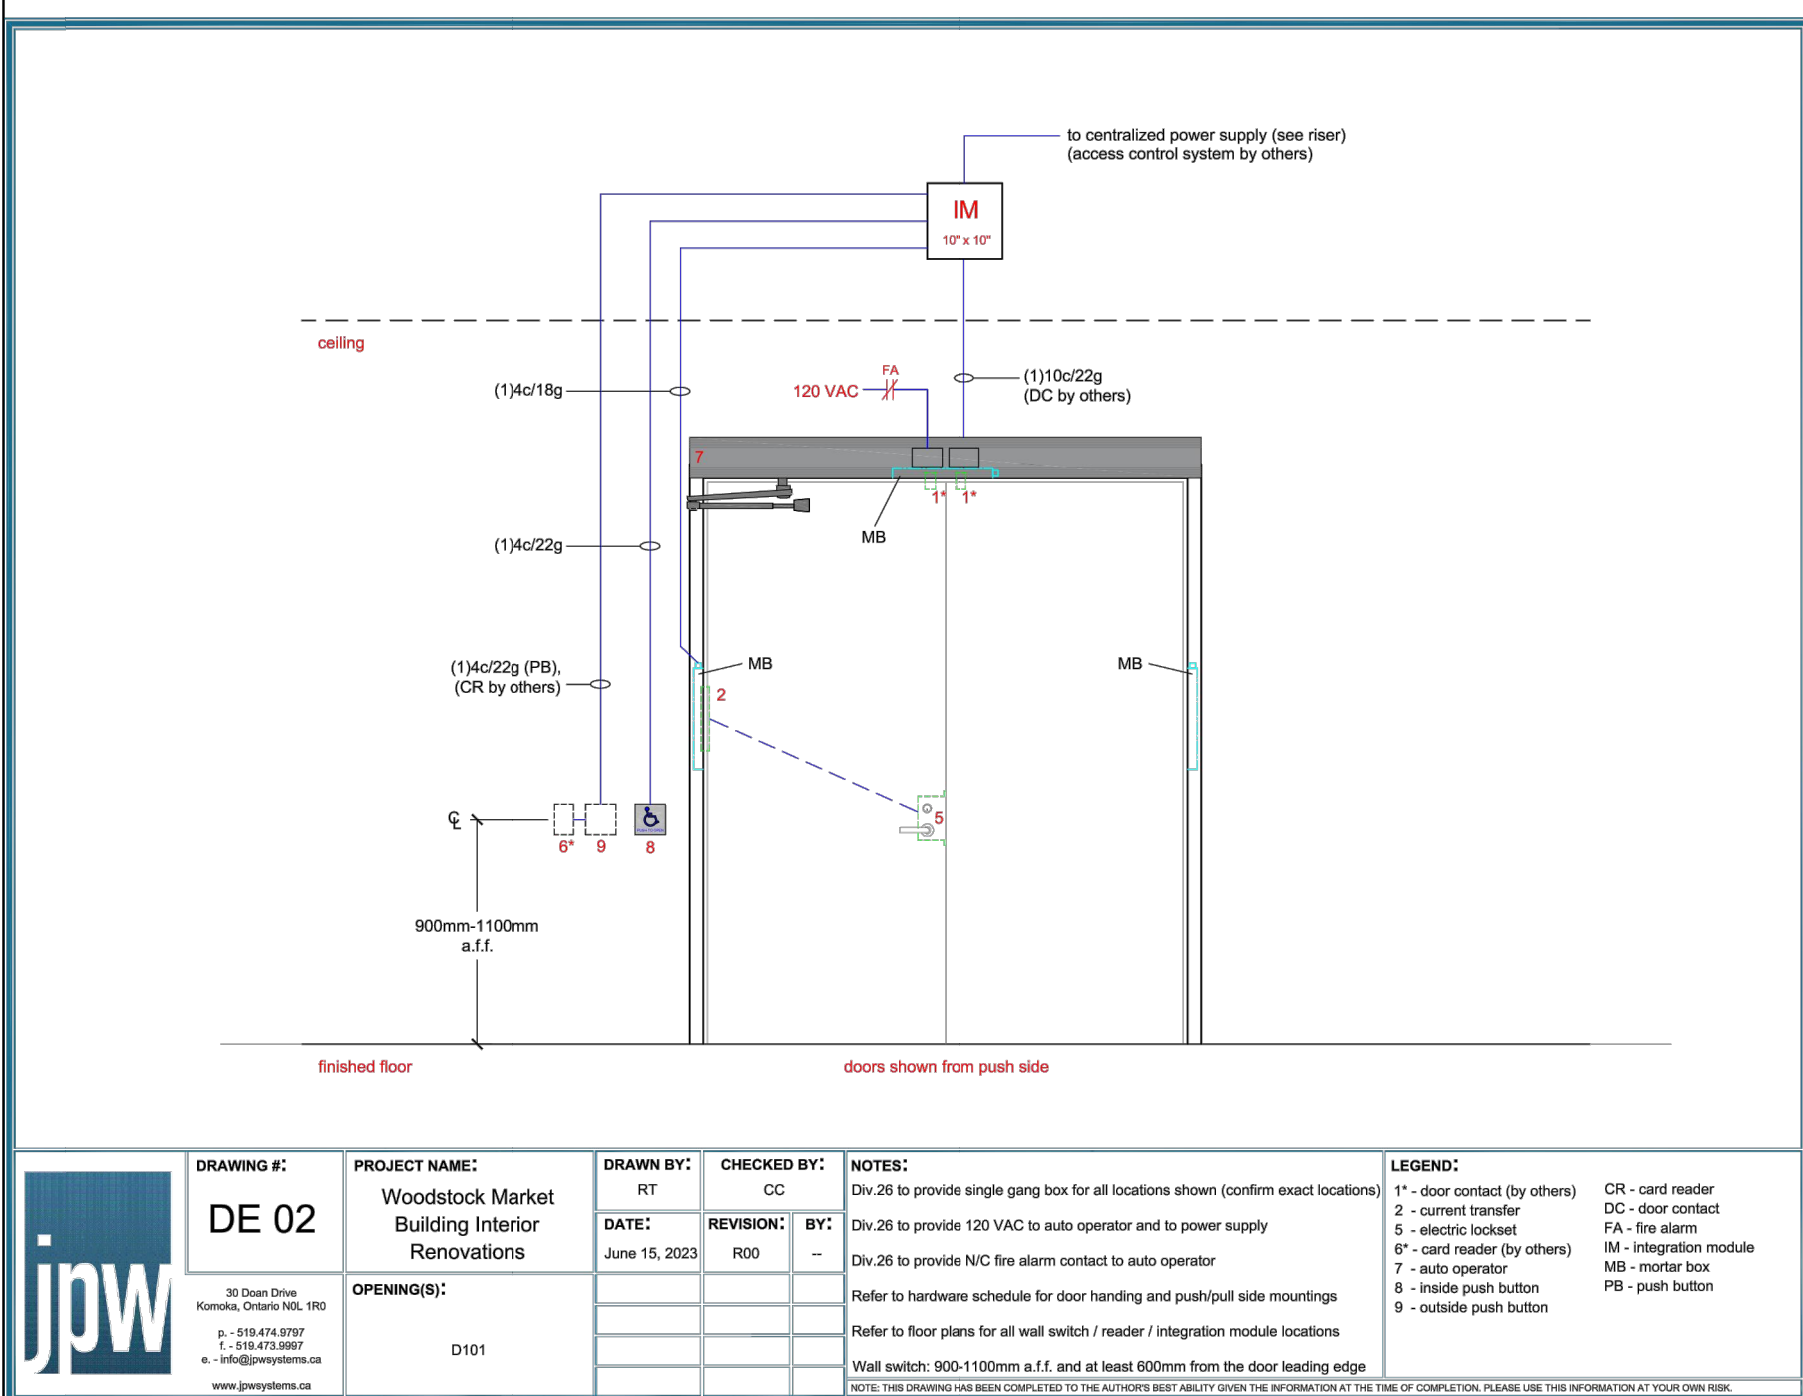 to centralized power supply (see riser)
(access control system by others)
IM
10" x 10"
ceiling
(1)4c/18g
120 VAC
FA
(1)10c/22g
(DC by others)
7
1*
1*
MB
(1)4c/22g
(1)4c/22g (PB),
(CR by others)
MB
MB
2
5
℄
6*
9
8
PUSH TO OPEN
900mm-1100mm
a.f.f.
finished floor
doors shown from push side
jpw
30 Doan Drive
Komoka, Ontario N0L 1R0
p. - 519.474.9797
f. - 519.473.9997
e. - info@jpwsystems.ca
www.jpwsystems.ca
DRAWING #:
DE 02
PROJECT NAME:
Woodstock Market
Building Interior
Renovations
OPENING(S):
D101
DRAWN BY:
RT
CHECKED BY:
CC
DATE:
June 15, 2023
REVISION:
R00
BY:
--
NOTES:
Div.26 to provide single gang box for all locations shown (confirm exact locations)
Div.26 to provide 120 VAC to auto operator and to power supply
Div.26 to provide N/C fire alarm contact to auto operator
Refer to hardware schedule for door handing and push/pull side mountings
Refer to floor plans for all wall switch / reader / integration module locations
Wall switch: 900-1100mm a.f.f. and at least 600mm from the door leading edge
LEGEND:
1* - door contact (by others)
2 - current transfer
5 - electric lockset
6* - card reader (by others)
7 - auto operator
8 - inside push button
9 - outside push button
CR - card reader
DC - door contact
FA - fire alarm
IM - integration module
MB - mortar box
PB - push button
NOTE: THIS DRAWING HAS BEEN COMPLETED TO THE AUTHOR'S BEST ABILITY GIVEN THE INFORMATION AT THE TIME OF COMPLETION. PLEASE USE THIS INFORMATION AT YOUR OWN RISK.